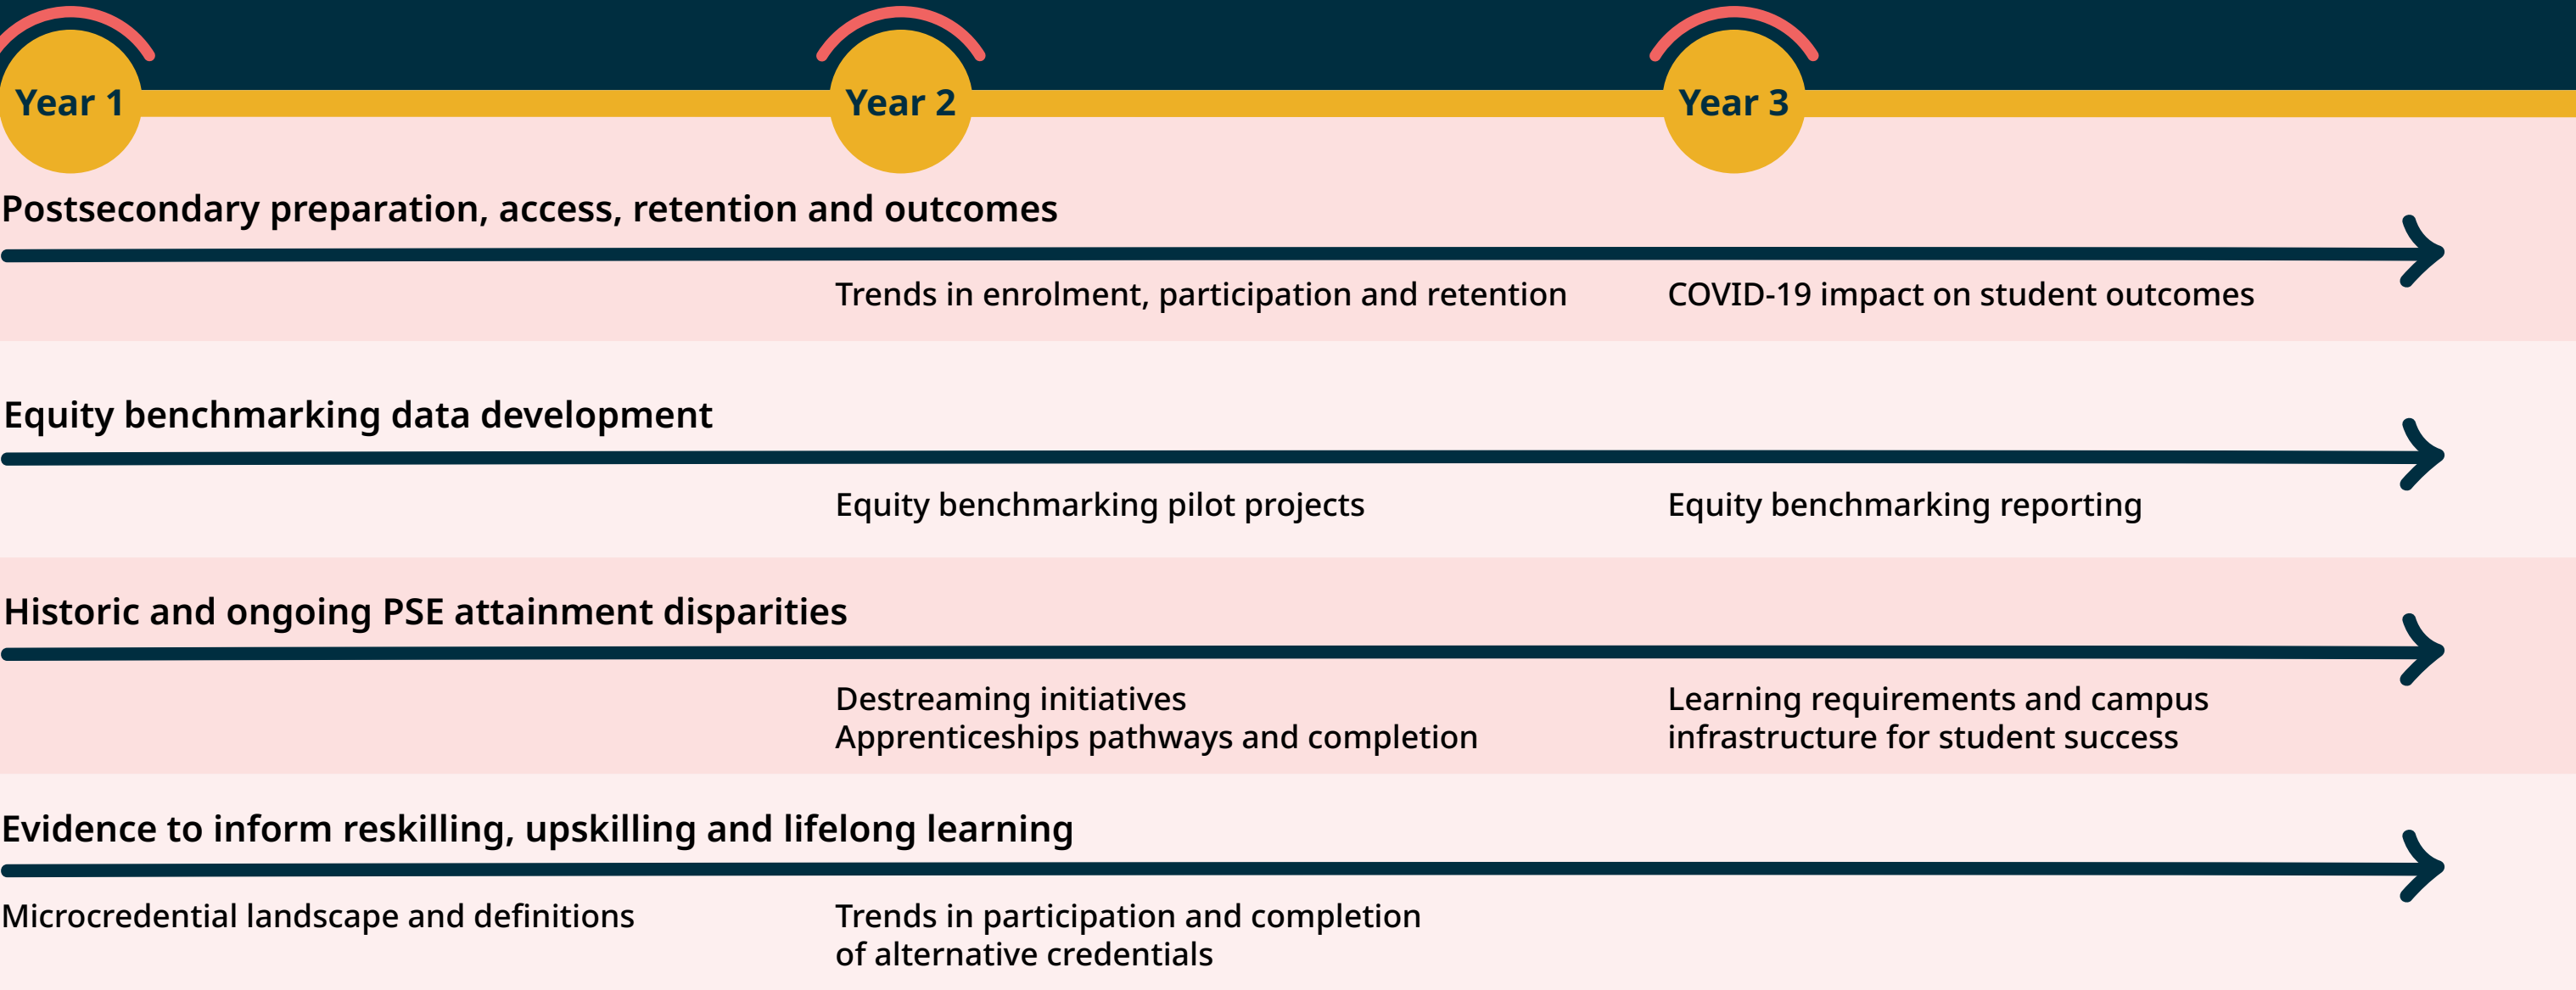 Year 1
Year 2
Year 3
Postsecondary preparation, access, retention and outcomes
Trends in enrolment, participation and retention
COVID-19 impact on student outcomes
Equity benchmarking data development
Equity benchmarking pilot projects
Equity benchmarking reporting
Historic and ongoing PSE attainment disparities
Destreaming initiatives
Apprenticeships pathways and completion
Learning requirements and campus
infrastructure for student success
Evidence to inform reskilling, upskilling and lifelong learning
Microcredential landscape and definitions
Trends in participation and completion
of alternative credentials